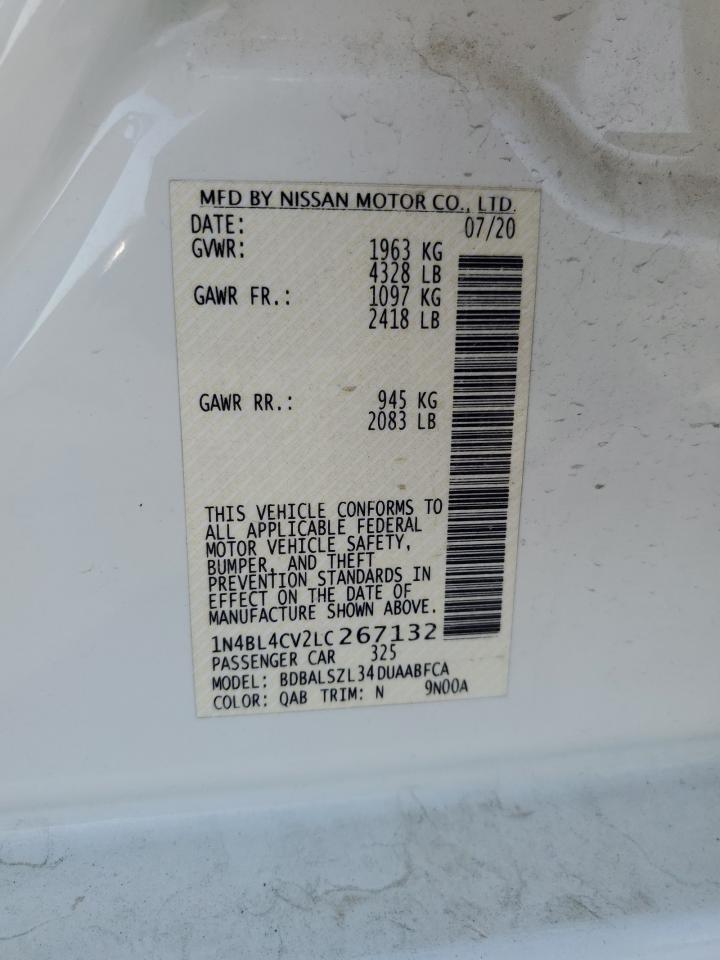 MFD BY NISSAN MOTOR CO., LTD.
DATE: 07/20
GVWR: 1963 KG
4328 LB
GAWR FR.: 1097 KG
2418 LB
GAWR RR.: 945 KG
2083 LB
THIS VEHICLE CONFORMS TO
ALL APPLICABLE FEDERAL
MOTOR VEHICLE SAFETY,
BUMPER, AND THEFT
PREVENTION STANDARDS IN
EFFECT ON THE DATE OF
MANUFACTURE SHOWN ABOVE.
1N4BL4CV2LC267132
PASSENGER CAR 325
MODEL: BDBALSZL34DUAABFCA
COLOR: QAB TRIM: N 9N00A